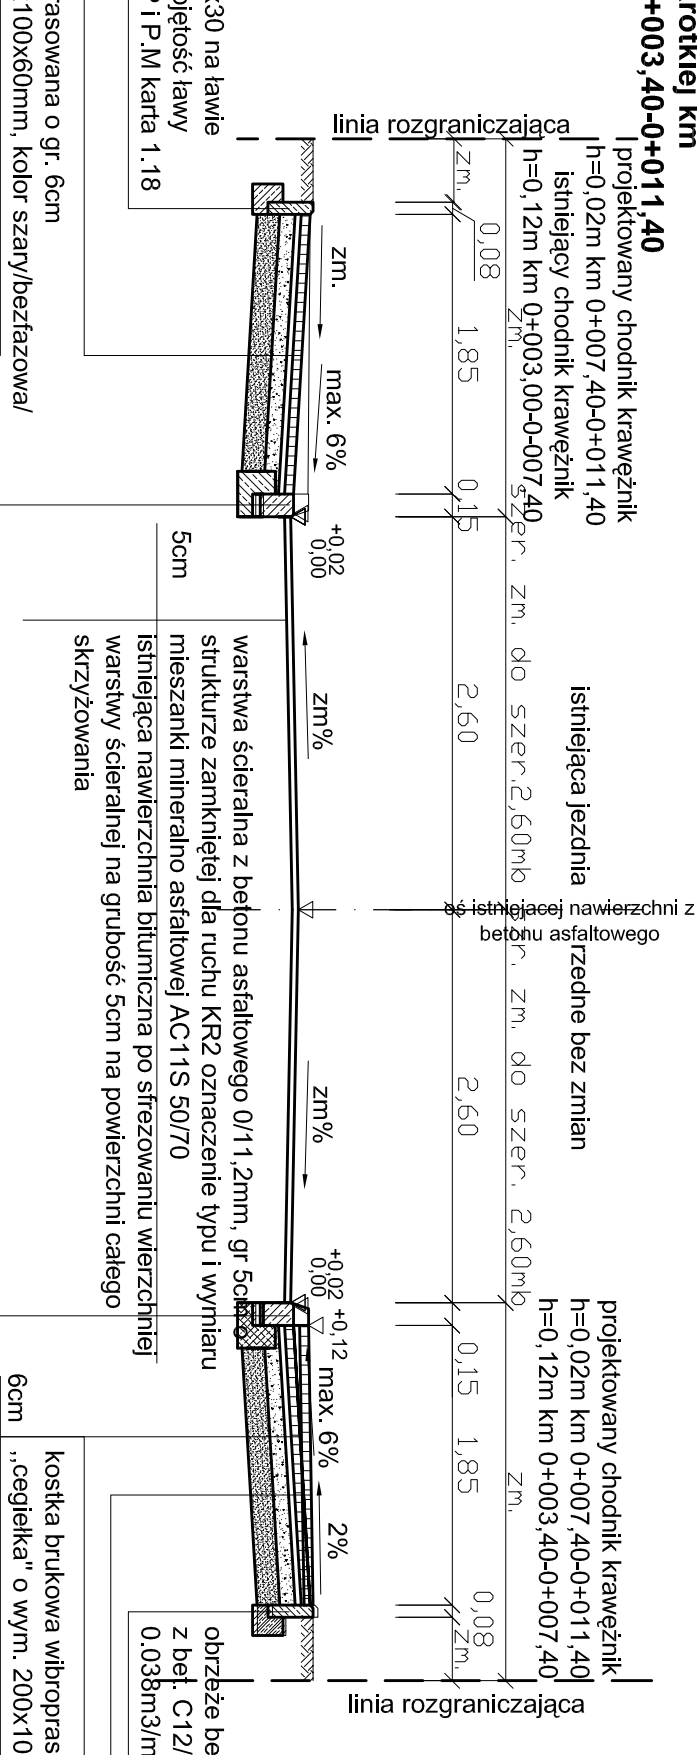 rotkiej km
+003,40-0+011,40
linia rozgraniczająca
projektowany chodnik krawężnik
h=0,02m km 0+007,40-0+011,40
istniejący chodnik krawężnik
h=0,12m km 0+003,00-0-007,40
zm.
szer. zm. do szer.2,60mb
szer. zm. do szer. 2,60mb
zm.
istniejąca jezdnia
rzedne bez zmian
oś istniejacej nawierzchni z
betonu asfaltowego
projektowany chodnik krawężnik
h=0,02m km 0+007,40-0+011,40
h=0,12m km 0+003,40-0+007,40
zm.
0,08
1,85
0,15
2,60
2,60
0,15
1,85
0,08
zm.
linia rozgraniczająca
zm.
max. 6%
+0,02
0,00
zm%
zm%
+0,02
0,00
+0,12
max. 6%
2%
x30 na ławie
bjętość ławy
P i P.M karta 1.18
asowana o gr. 6cm
100x60mm, kolor szary/bezfazowa/
5cm
warstwa ścieralna z betonu asfaltowego 0/11,2mm, gr 5cm
strukturze zamkniętej dla ruchu KR2 oznaczenie typu i wymiaru
mieszanki mineralno asfaltowej AC11S 50/70
istniejąca nawierzchnia bitumiczna po sfrezowaniu wierzchniej
warstwy ścieralnej na grubość 5cm na powierzchni całego
skrzyżowania
obrzeże be
z bet. C12/
0.038m3/m
6cm
kostka brukowa wibropras
,,cegiełka" o wym. 200x10